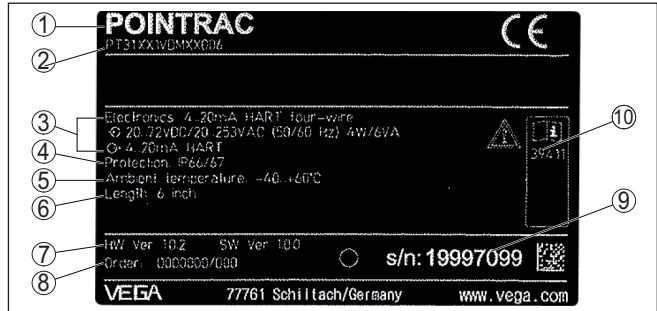 1 POINTRAC CE
2 PT31XX1VDMXX006
3 Electronics 4..20mA HART four-wire
20..72VDC/20..253VAC (50/60 Hz) 4W/6VA
4..20mA HART
4 Protection: IP66/67
5 Ambient temperature: -40..+60°C
6 Length 6 inch
10
39411
9
7 HW Ver 1.0.2 SW Ver 1.0.0
8 Order: 0000000/000
s/n: 19997099
VEGA 77761 Schiltach/Germany www.vega.com